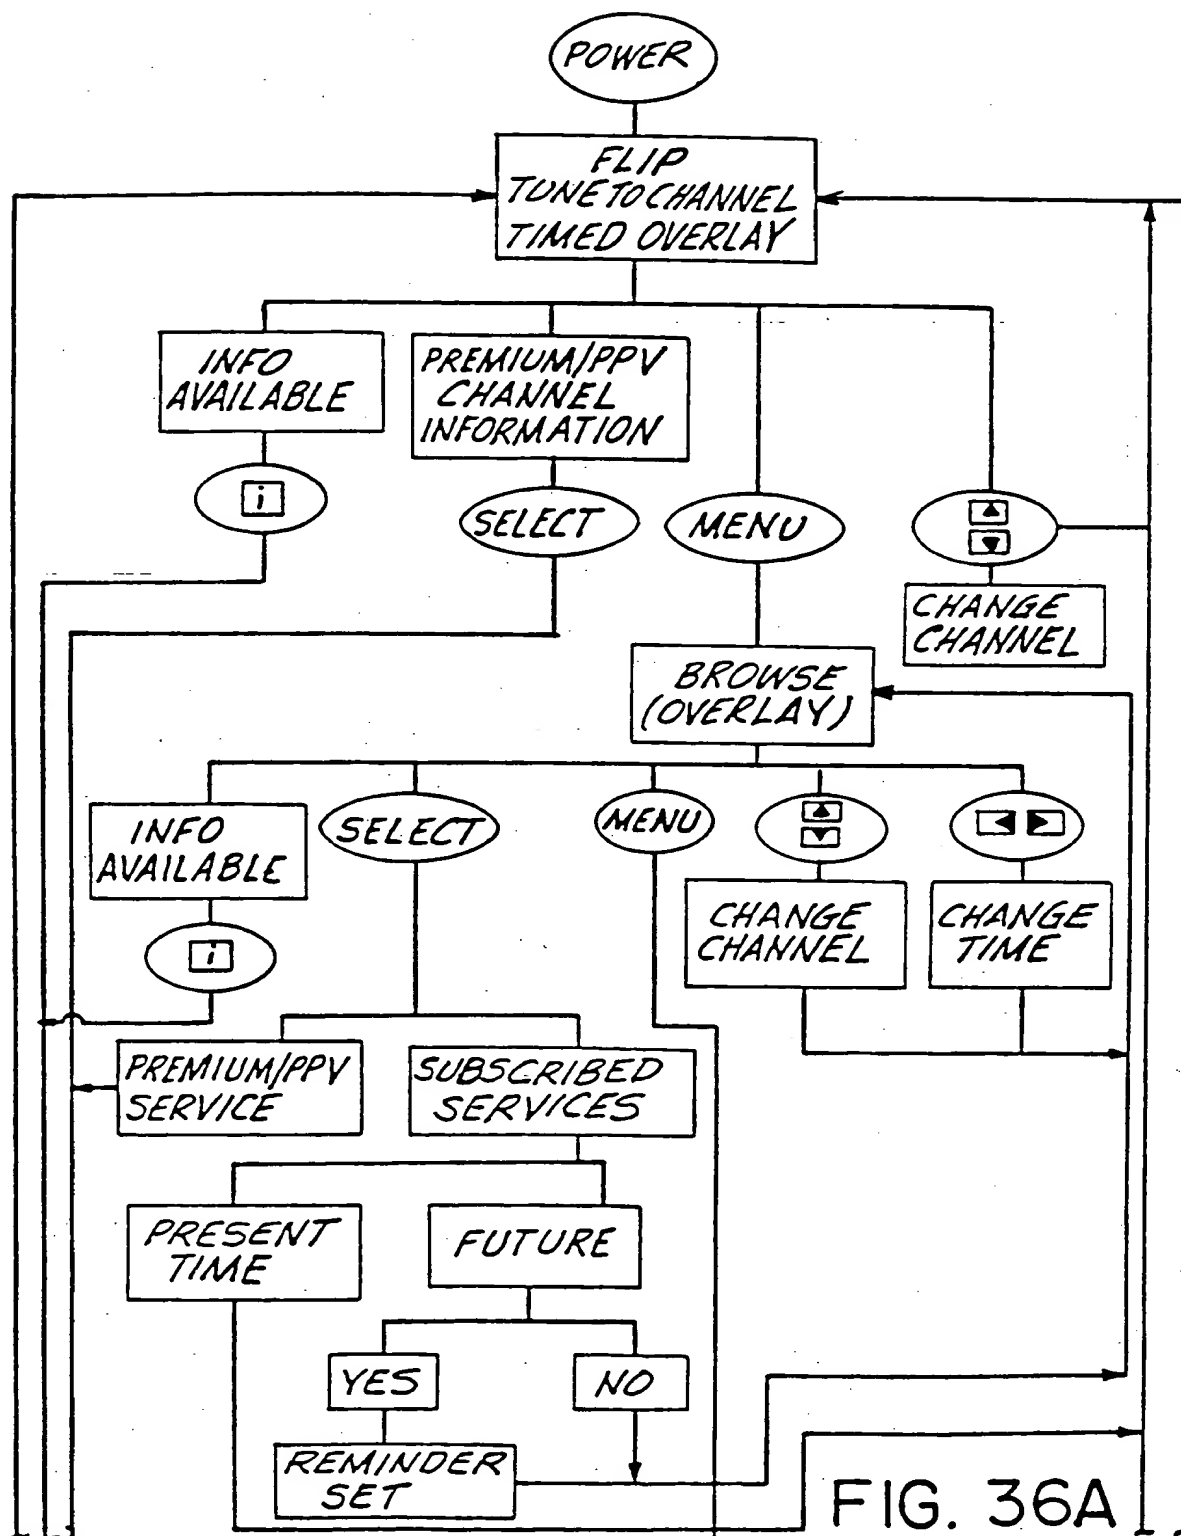 POWER
FLIP
TUNE TO CHANNEL
TIMED OVERLAY
INFO
AVAILABLE
PREMIUM/PPV
CHANNEL
INFORMATION
i
SELECT
MENU
CHANGE
CHANNEL
BROWSE
(OVERLAY)
INFO
AVAILABLE
SELECT
MENU
i
CHANGE
CHANNEL
CHANGE
TIME
PREMIUM/PPV
SERVICE
SUBSCRIBED
SERVICES
PRESENT
TIME
FUTURE
YES
NO
REMINDER
SET
FIG. 36A